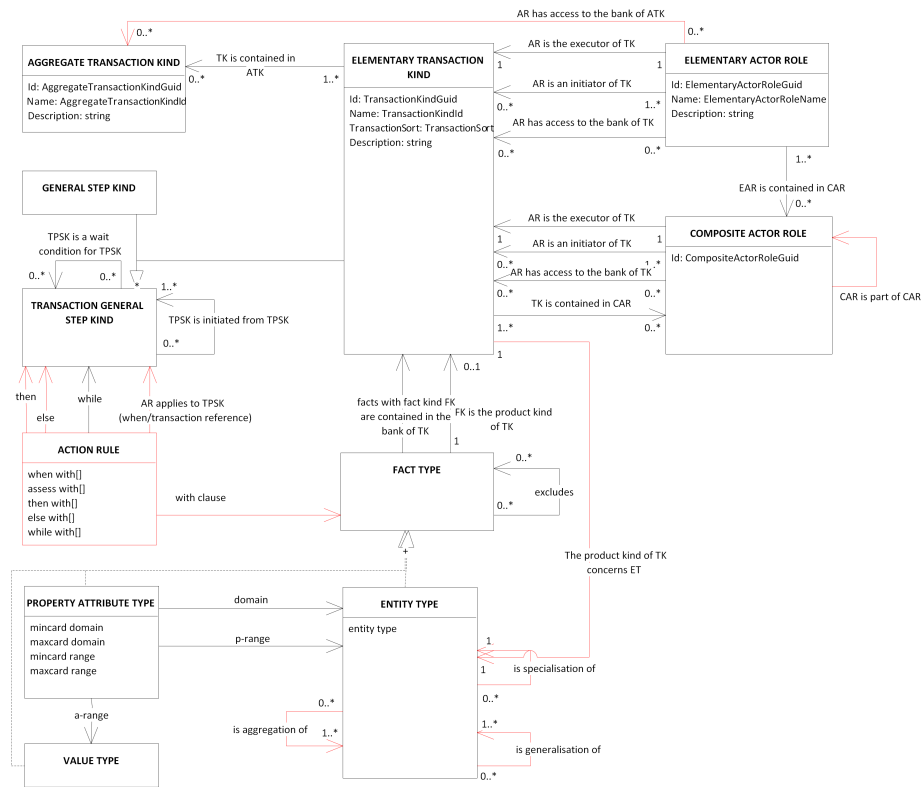 AR has access to the bank of ATK
0..*
0..*
AGGREGATE TRANSACTION KIND
Id: AggregateTransactionKindGuid
Name: AggregateTransactionKindId
Description: string
TK is contained in
ATK
0..*
1..*
ELEMENTARY TRANSACTION
KIND
Id: TransactionKindGuid
Name: TransactionKindId
TransactionSort: TransactionSort
Description: string
AR is the executor of TK
1
1
AR is an initiator of TK
0..*
1..*
AR has access to the bank of TK
0..*
0..*
ELEMENTARY ACTOR ROLE
Id: ElementaryActorRoleGuid
Name: ElementaryActorRoleName
Description: string
1..*
EAR is contained in CAR
0..*
GENERAL STEP KIND
AR is the executor of TK
1
1
AR is an initiator of TK
0..*
1..*
AR has access to the bank of TK
0..*
0..*
TK is contained in CAR
1..*
0..*
COMPOSITE ACTOR ROLE
Id: CompositeActorRoleGuid
CAR is part of CAR
TPSK is a wait
condition for TPSK
0..*
0..*
*
1..*
TRANSACTION GENERAL
STEP KIND
TPSK is initiated from TPSK
0..*
1
0..1
then
else
while
AR applies to TPSK
(when/transaction reference)
facts with fact kind FK
are contained in the
bank of TK
FK is the product kind
of TK
1
ACTION RULE
when with[]
assess with[]
then with[]
else with[]
while with[]
with clause
FACT TYPE
0..*
0..*
excludes
+
The product kind of TK
concerns ET
PROPERTY ATTRIBUTE TYPE
mincard domain
maxcard domain
mincard range
maxcard range
domain
p-range
ENTITY TYPE
entity type
1
1
is specialisation of
0..*
a-range
0..*
is aggregation of
1..*
1..*
is generalisation of
0..*
VALUE TYPE